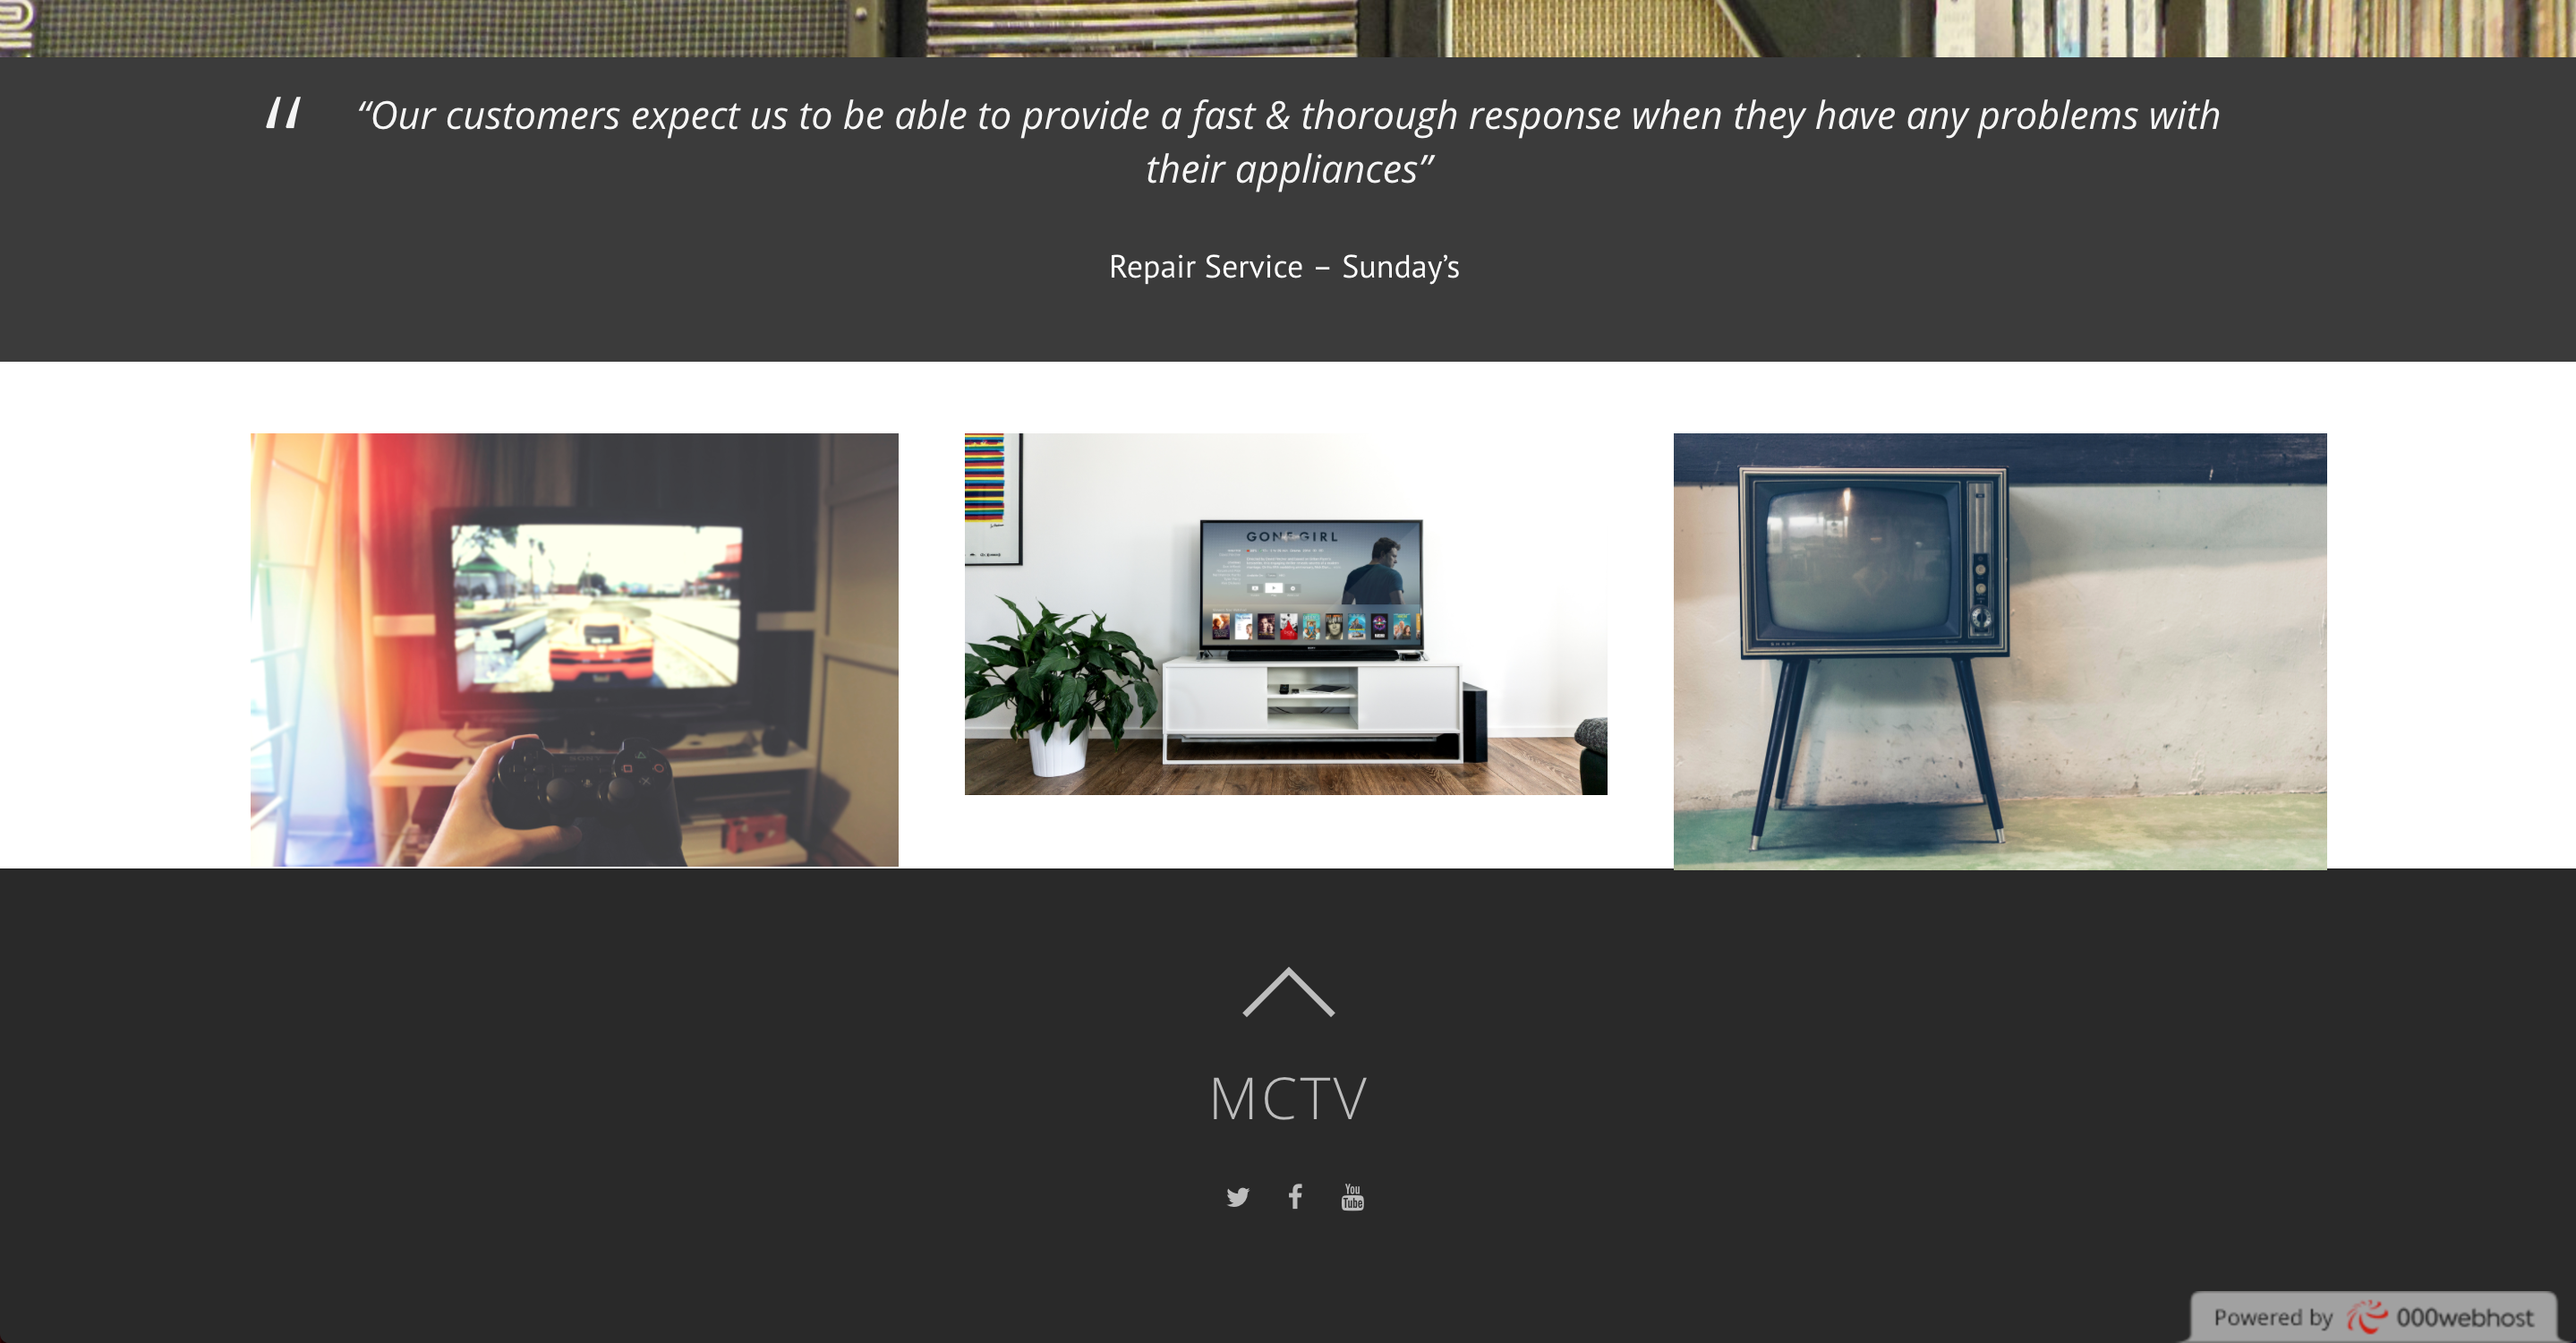 “Our customers expect us to be able to provide a fast & thorough response when they have any problems with
their appliances”
Repair Service – Sunday’s
GONE GIRL
SONY
MCTV
You
Tube
Powered by 000webhost